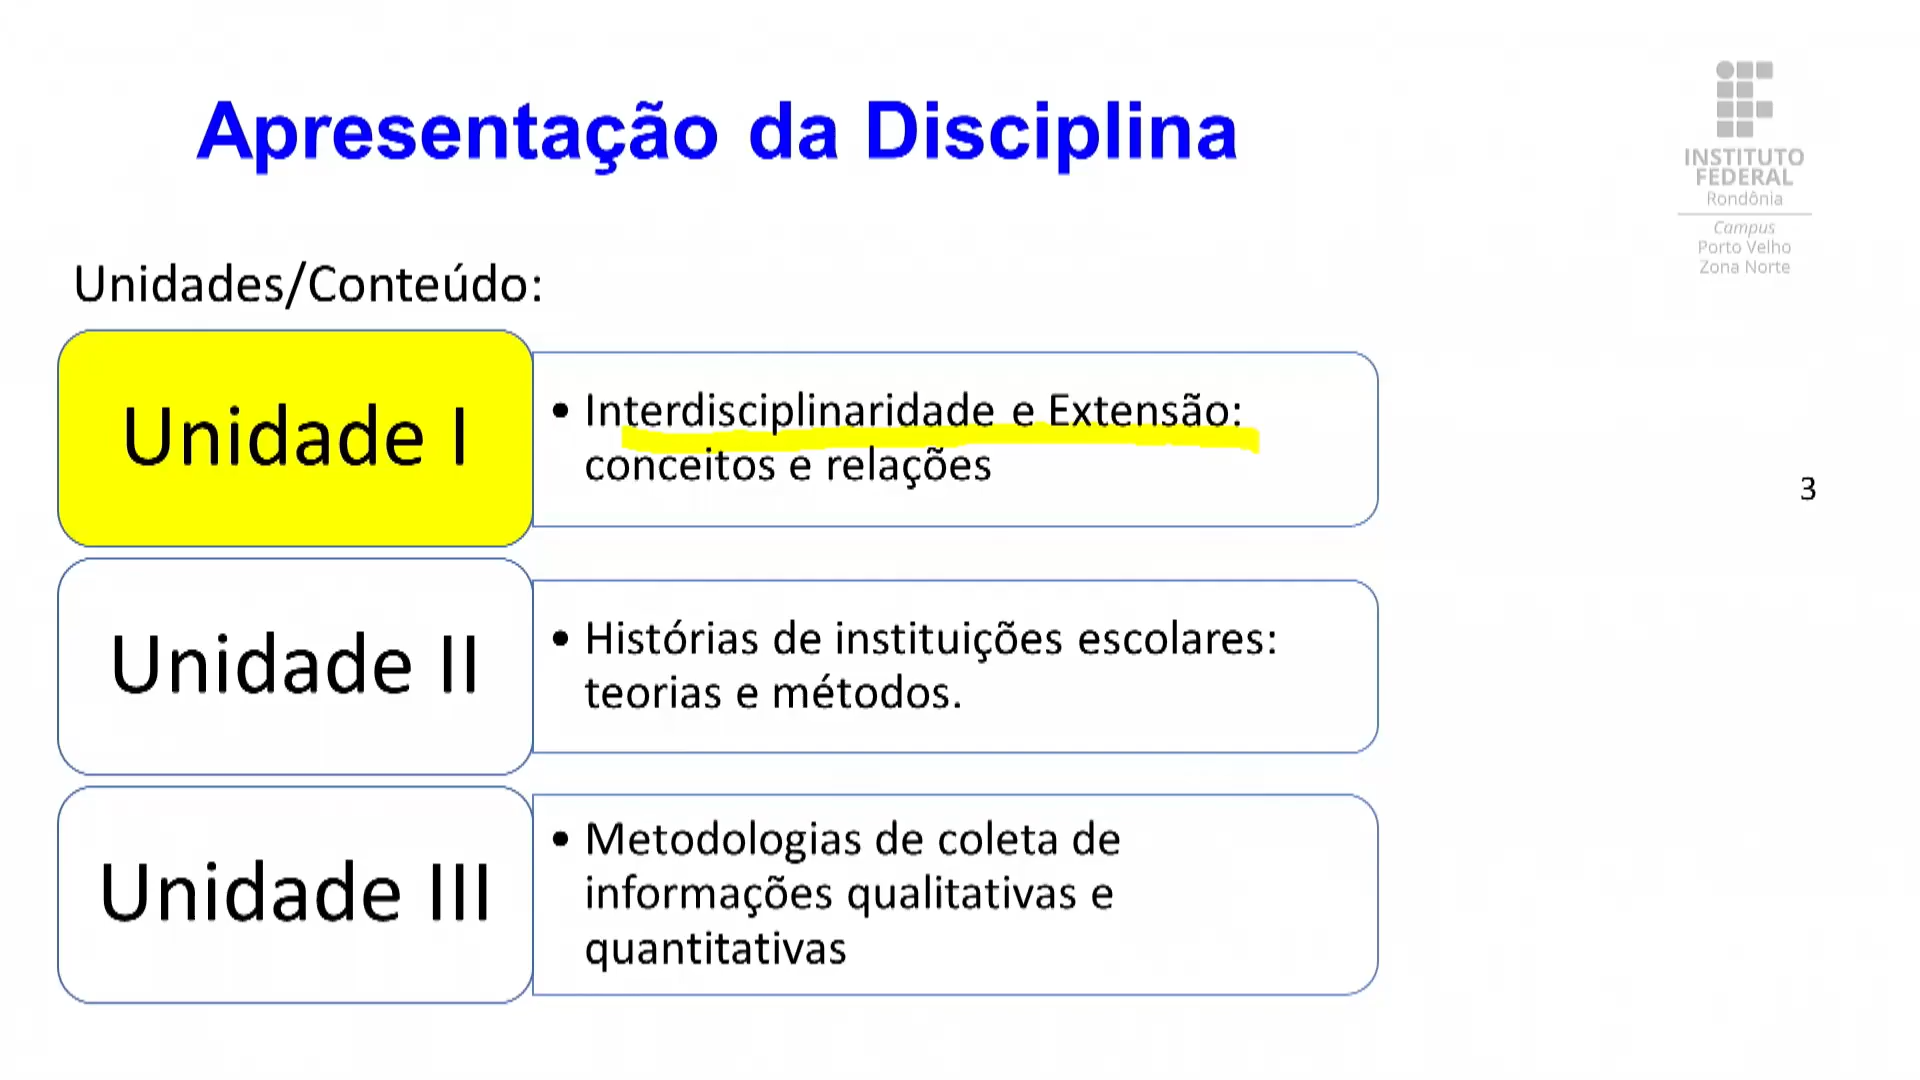 Apresentação da Disciplina
INSTITUTO
FEDERAL
Rondônia
Campus
Porto Velho
Zona Norte
Unidades/Conteúdo:
Unidade I
• Interdisciplinaridade e Extensão:
conceitos e relações
3
Unidade II
• Histórias de instituições escolares:
teorias e métodos.
Unidade III
• Metodologias de coleta de
informações qualitativas e
quantitativas